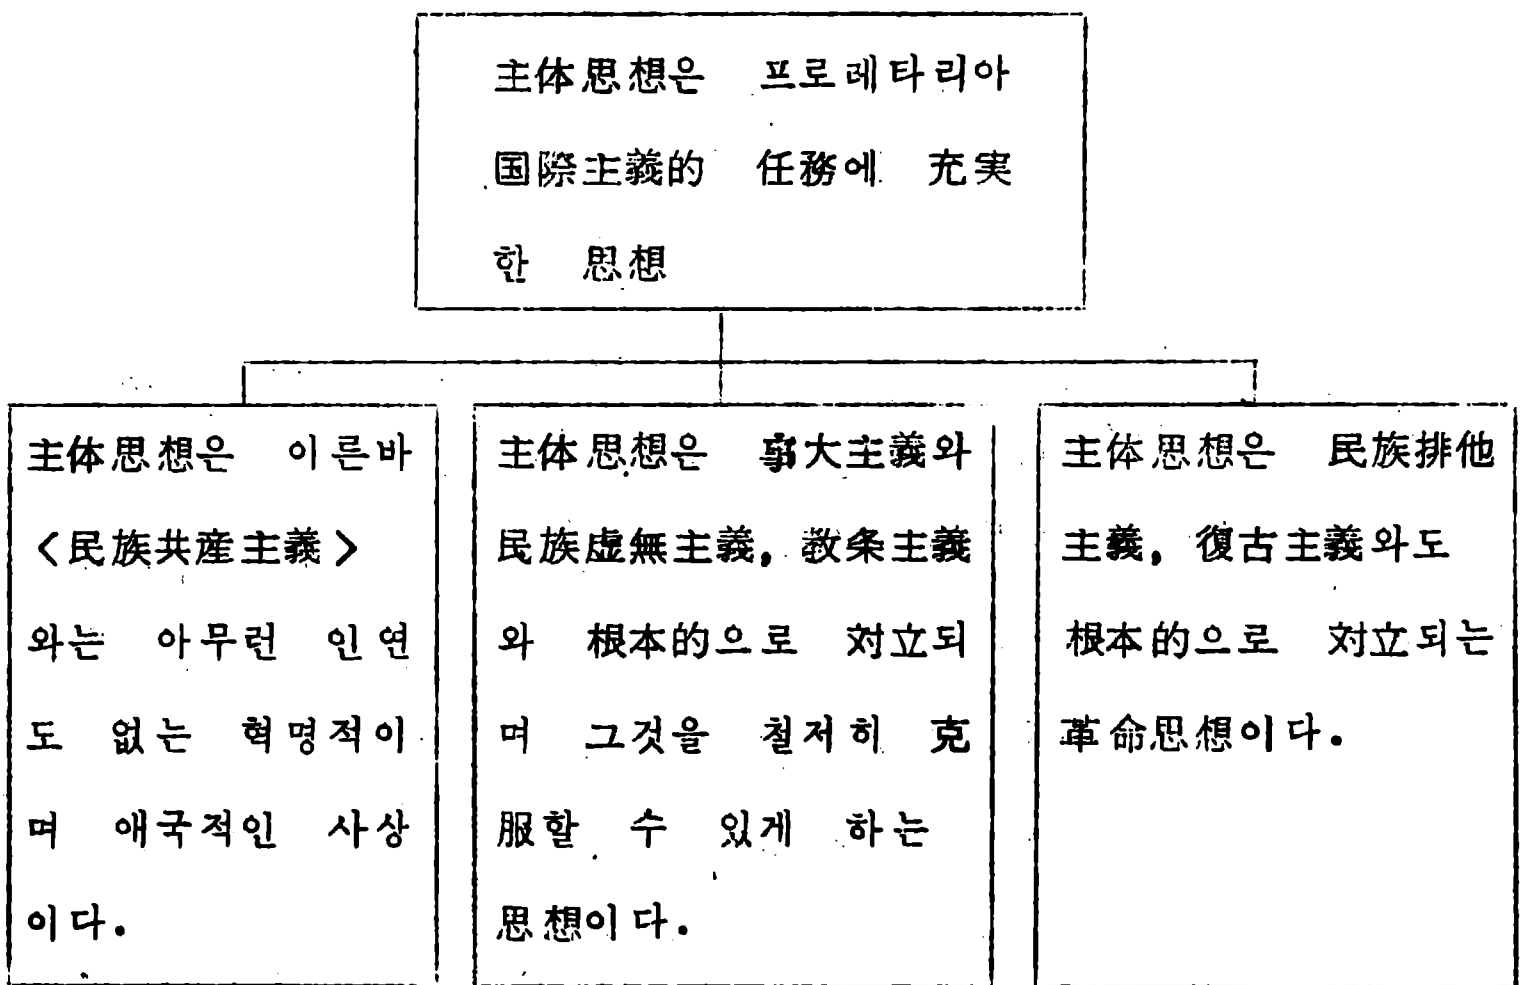 主体思想은 프로레타리아
国際主義的 任務에 充実
한 思想
主体思想은 이른바
〈民族共産主義〉
와는 아무런 인연
도 없는 혁명적이
며 애국적인 사상
이다.
主体思想은 事大主義와
民族虚無主義, 教条主義
와 根本的으로 対立되
며 그것을 철저히 克
服할 수 있게 하는
思想이다.
主体思想은 民族排他
主義, 復古主義와도
根本的으로 対立되는
革命思想이다.